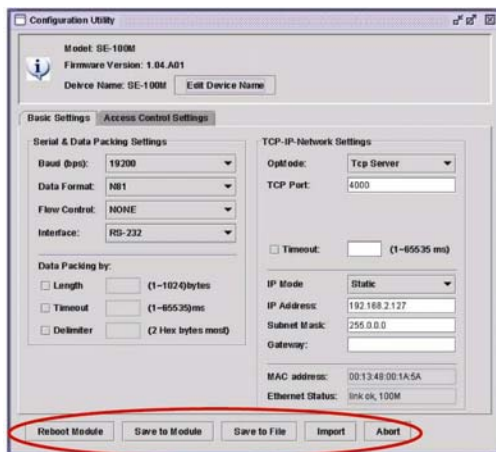 Configuration Utility
Model: SE-100M
Firmware Version: 1.04.A01
Deivce Name: SE-100M Edit Device Name
Basic Settings Access Control Settings
Serial & Data Packing Settings
Baud (bps): 19200
Data Format: N81
Flow Control: NONE
Interface: RS-232
Data Packing by:
Length (1~1024)bytes
Timeout (1~65535)ms
Delimiter (2 Hex bytes most)
TCP-IP-Network Settings
OpMode: Tcp Server
TCP Port: 4000
Timeout: (1~65535 ms)
IP Mode Static
IP Address: 192.168.2.127
Subnet Mask: 255.0.0.0
Gateway:
MAC address: 00:13:48:00:1A:5A
Ethernet Status: link ok, 100M
Reboot Module Save to Module Save to File Import Abort